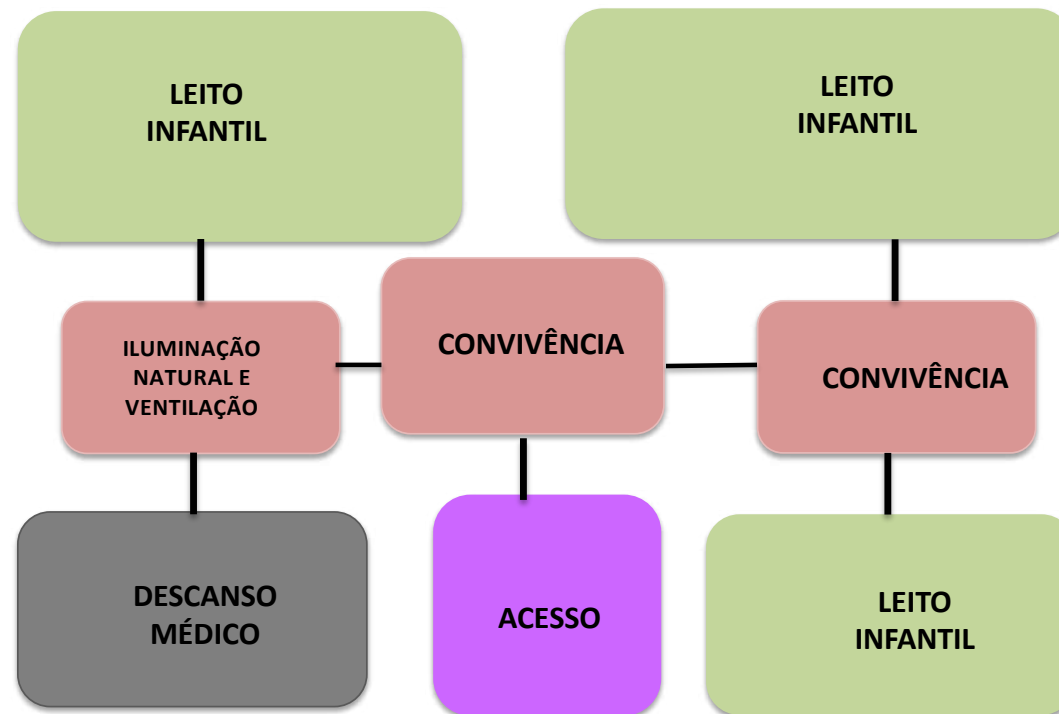 LEITO
INFANTIL
LEITO
INFANTIL
ILUMINAÇÃO
NATURAL E
VENTILAÇÃO
CONVIVÊNCIA
CONVIVÊNCIA
DESCANSO
MÉDICO
ACESSO
LEITO
INFANTIL